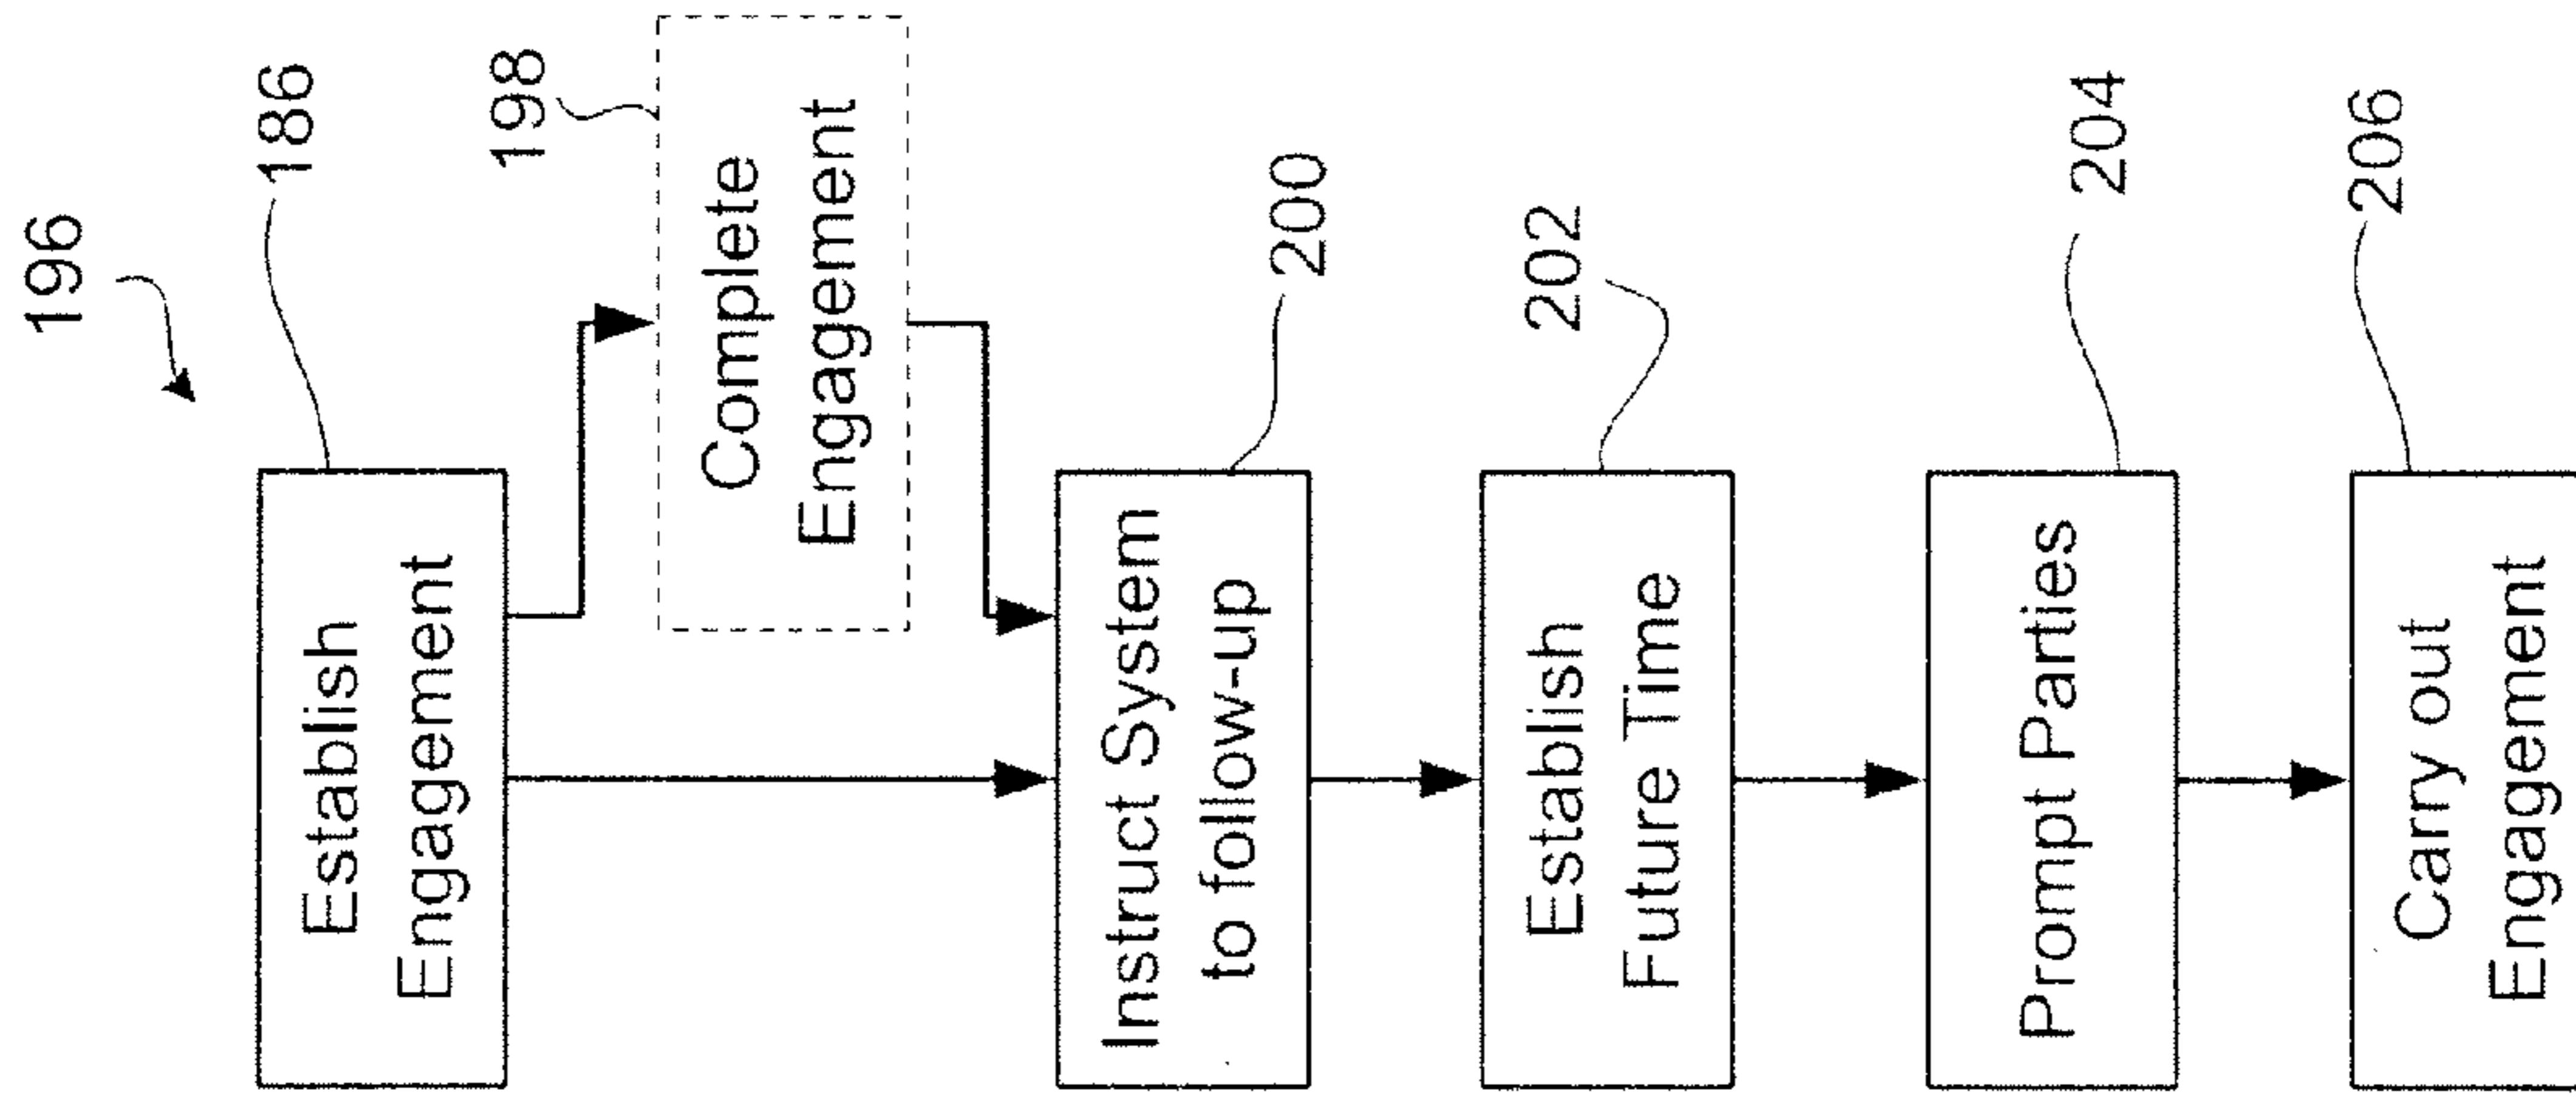 196
186
Establish
Engagement
198
Complete
Engagement
200
Instruct System
to follow-up
202
Establish
Future Time
204
Prompt Parties
206
Carry out
Engagement